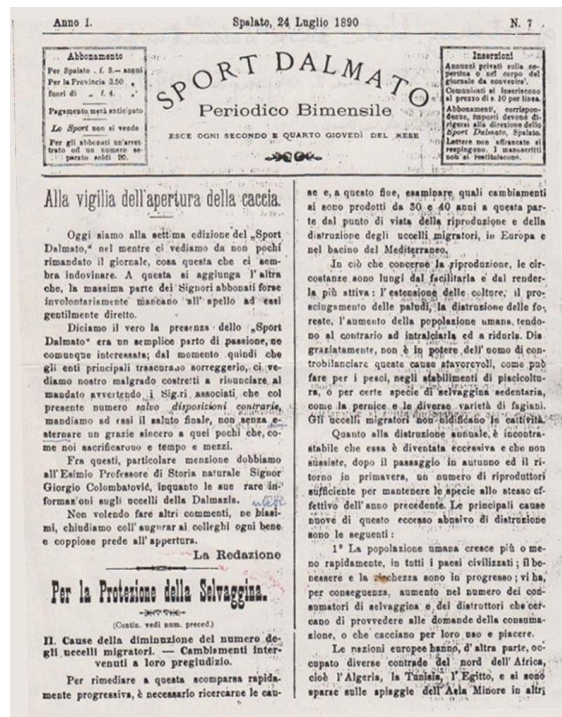 Anno I.
Spalato, 24 Luglio 1890
N. 7
Abbonamento
Per Spalato . f. 3.— annui
Per la Provincia 3.50 „
fuori di „ f. 4. „
Pagamento metà anticipato
Lo Sport non si vende
Per gli abbonati un'arret
trato od un numero se-
parato soldi 20.
SPORT DALMATO
Periodico Bimensile
ESCE OGNI SECONDO E QUARTO GIOVEDÌ DEL MESE
Inserzioni
Annunzi privati sulla co-
pertina o nel corpo del
giornale da convenirsi.
Comunicati si inseriscono
al prezzo di s. 10 per linea.
Abbonamenti, corrispon-
denze, importi devono di-
rigersi alla direzione dello
Sport Dalmato, Spalato.
Lettere non affrancate si
respingono. I manoscritti
non si restituiscono.
Alla vigilia dell'apertura della caccia.
Oggi siamo alla settima edizione del „Sport
Dalmato,“ nel mentre ci vediamo da non pochi
rimandato il giornale, cosa questa che ci sem-
bra indovinare. A questa si aggiunga l'altra
che, la massima parte dei Signori abbonati forse
involontariamente mancano all' apello ad essi
gentilmente diretto.
Diciamo il vero la presenza dello „Sport
Dalmato“ era un semplice parto di passione, ne
comunque interessata; dal momento quindi che
gli enti principali trascurano sorreggerlo, ci ve-
diamo nostro malgrado costretti a rinunciare al
mandato avvertendo i Sig.ri associati, che col
presente numero salvo disposizioni contrarie,
mandiamo ad essi il saluto finale, non senza e-
sternare un grazie sincero a quei pochi che, co-
me noi sacrificarono e tempo e mezzi.
Fra questi, particolare menzione dobbiamo
all'Esimio Professore di Storia naturale Signor
Giorgio Colombatović, inquanto le sue rare in-
formazioni sugli uccelli della Dalmazia.
Non volendo fare altri commenti, ne biasi-
mi, chiudiamo coll' augurar ai colleghi ogni bene
e coppiose prede all'appertura.
La Redazione
Per la Protezione della Selvaggina.
(Contin. vedi num. preced.)
II. Cause della diminuzione del numero de-
gli uccelli migratori. — Cambiamenti inter-
venuti a loro pregiudizio.
Per rimediare a questa scomparsa rapida-
mente progressiva, è necessario ricercarne le cau-
se e, a questo fine, esaminare quali cambiamenti
si sono prodotti da 30 e 40 anni a questa par-
te dal punto di vista della riproduzione e della
distruzione degli uccelli migratori, in Europa e
nel bacino del Mediterraneo.
In ciò che concerne la riproduzione, le cir-
costanze sono lungi dal facilitarla e dal render-
la più attiva: l'estensione delle colture, il pro-
sciugamento delle paludi, la distruzione delle fo-
reste, l'aumento della popolazione umana, tendo-
no al contrario ad intralciarla ed a ridurla. Dis-
graziatamente, non è in potere dell'uomo di con-
trobilanciare queste cause sfavorevoli, come può
fare per i pesci, negli stabilimenti di piscicoltu-
ra, o per certe specie di selvaggina sedentaria,
come la pernice e le diverse varietà di fagiani.
Gli uccelli migratori non nidificano in cattività.
Quanto alla distruzione annuale, è incontra-
stabile che essa è diventata eccessiva e che non
sussiste, dopo il passaggio in autunno ed il ri-
torno in primavera, un numero di riproduttori
sufficiente per mantenere le specie allo stesso ef-
fettivo dell'anno precedente. Le principali cause
nuove di questo eccesso abusivo di distruzione
sono le seguenti :
1° La popolazione umana cresce più o me-
no rapidamente, in tutti i paesi civilizzati; il be-
nessere e la ricchezza sono in progresso; vi ha,
per conseguenza, aumento nel numero dei con-
sumatori di selvaggina e dei distruttori che cer-
cano di provvedere alle domande della consuma-
zione, o che cacciano per loro uso e piacere.
Le nazioni europee hanno, d'altra parte, oc-
cupato diverse contrade del nord dell'Africa,
cioè l'Algeria, la Tunisia, l'Egitto, e si sono
sparse sulle spiaggie dell'Asia Minore in altri